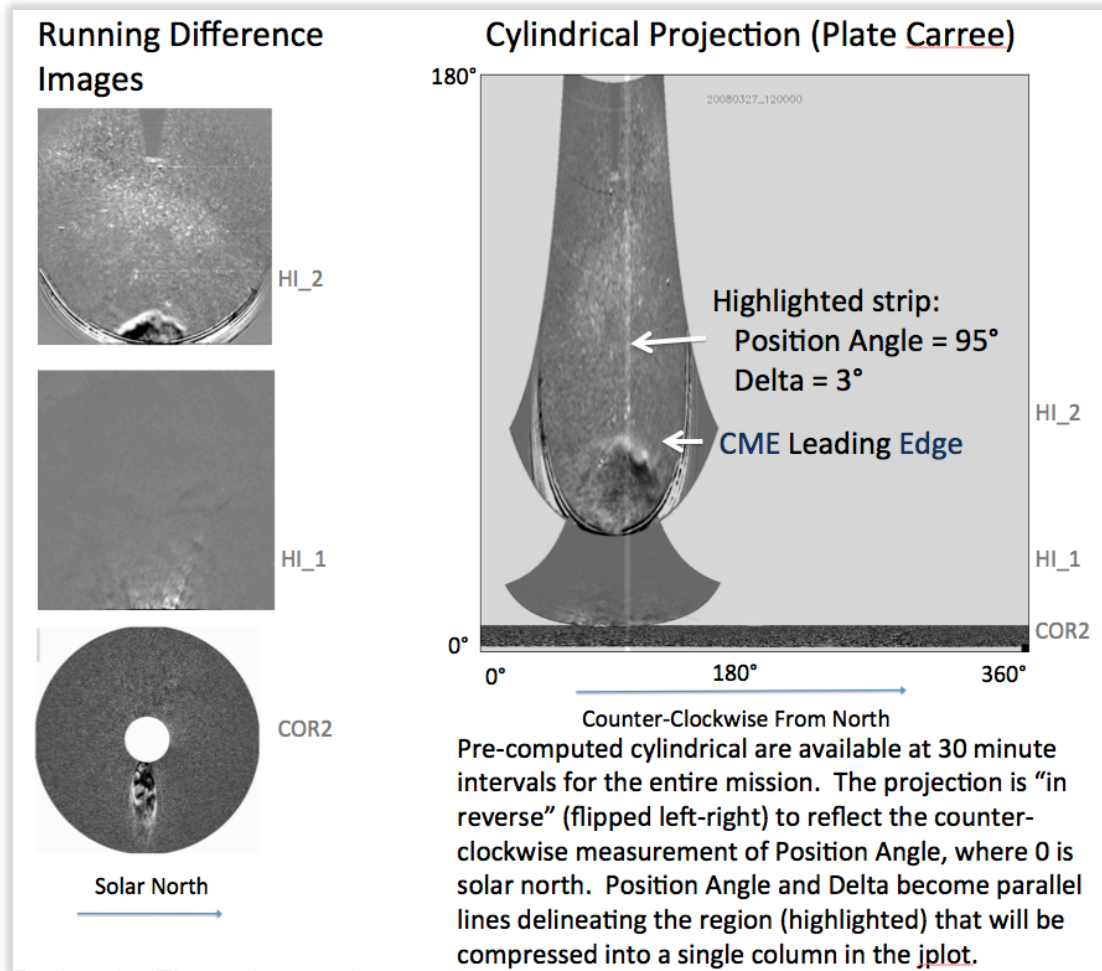 Running Difference
Images
HI_2
HI_1
COR2
Solar North
Cylindrical Projection (Plate Carree)
180°
20080327_120000
Highlighted strip:
Position Angle = 95°
Delta = 3°
CME Leading Edge
HI_2
HI_1
COR2
0°
0°
180°
360°
Counter-Clockwise From North
Pre-computed cylindrical are available at 30 minute
intervals for the entire mission. The projection is “in
reverse” (flipped left-right) to reflect the counter-
clockwise measurement of Position Angle, where 0 is
solar north. Position Angle and Delta become parallel
lines delineating the region (highlighted) that will be
compressed into a single column in the jplot.